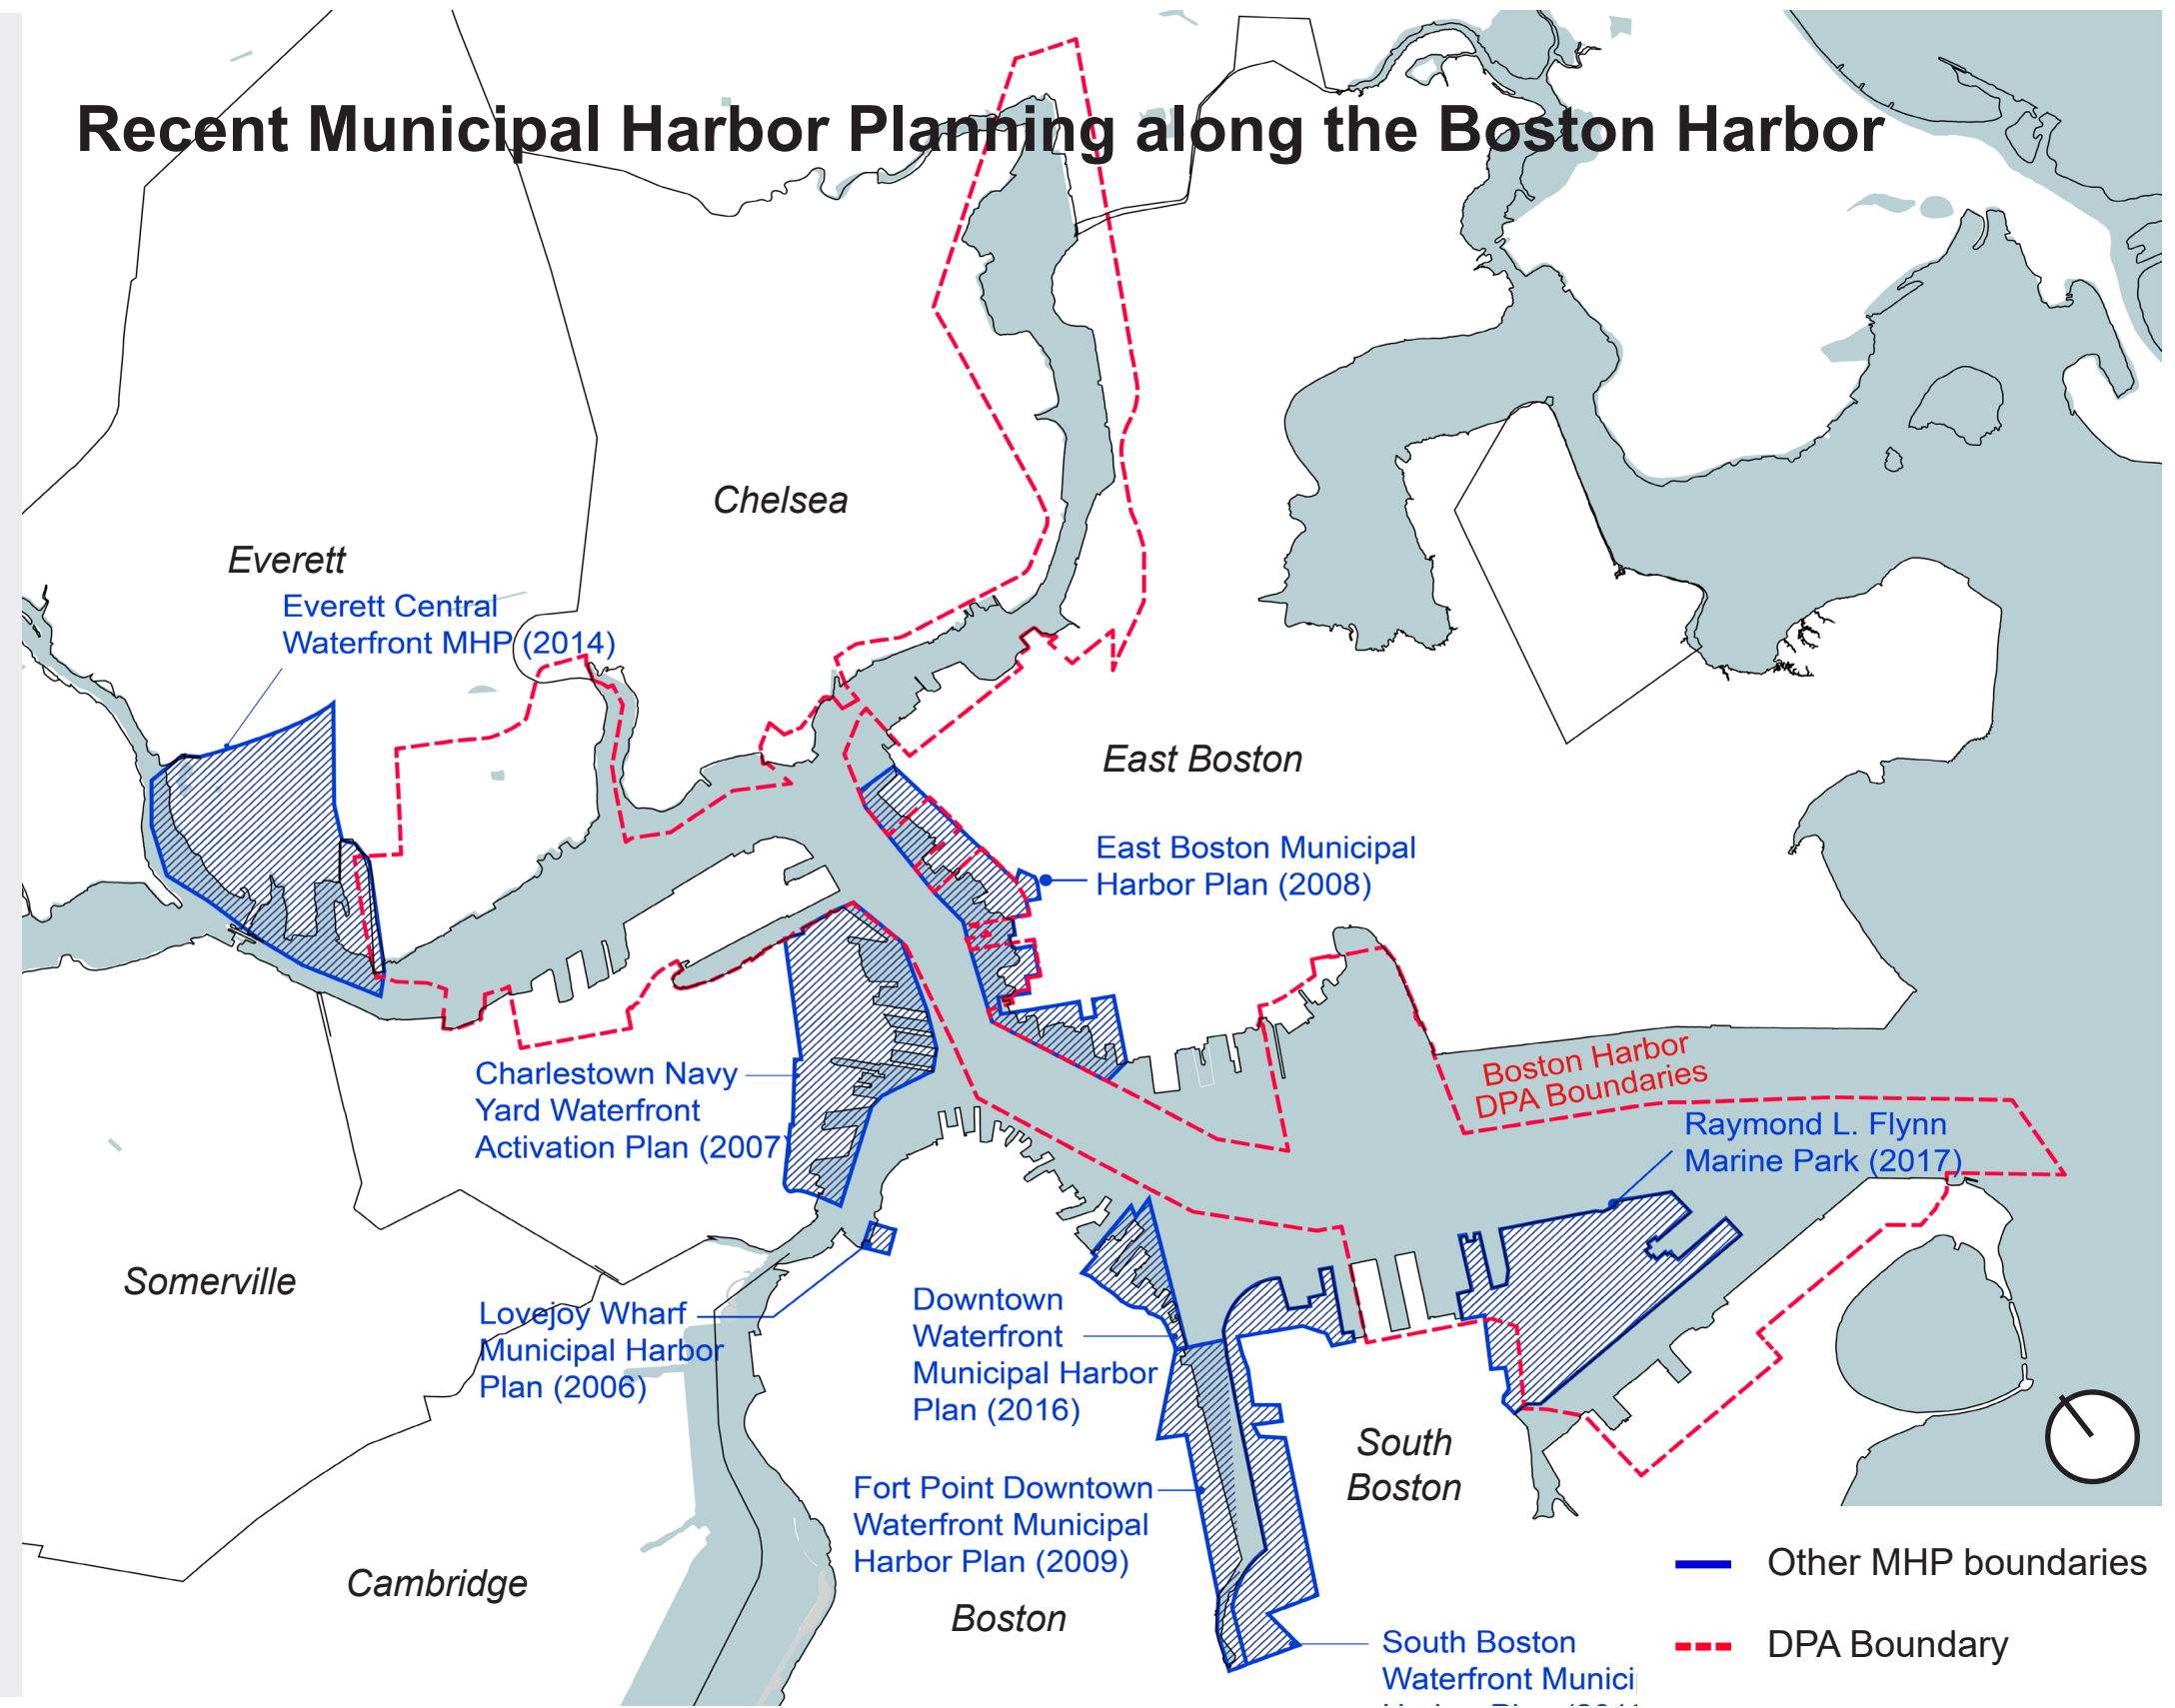 Recent Municipal Harbor Planning along the Boston Harbor
Chelsea
Everett
Everett Central
Waterfront MHP (2014)
East Boston
East Boston Municipal
Harbor Plan (2008)
Boston Harbor
DPA Boundaries
Charlestown Navy
Yard Waterfront
Activation Plan (2007)
Raymond L. Flynn
Marine Park (2017)
Somerville
Lovejoy Wharf
Municipal Harbor
Plan (2006)
Downtown
Waterfront
Municipal Harbor
Plan (2016)
South
Boston
Fort Point Downtown
Waterfront Municipal
Harbor Plan (2009)
Cambridge
Boston
South Boston
Waterfront Munici
Other MHP boundaries
DPA Boundary